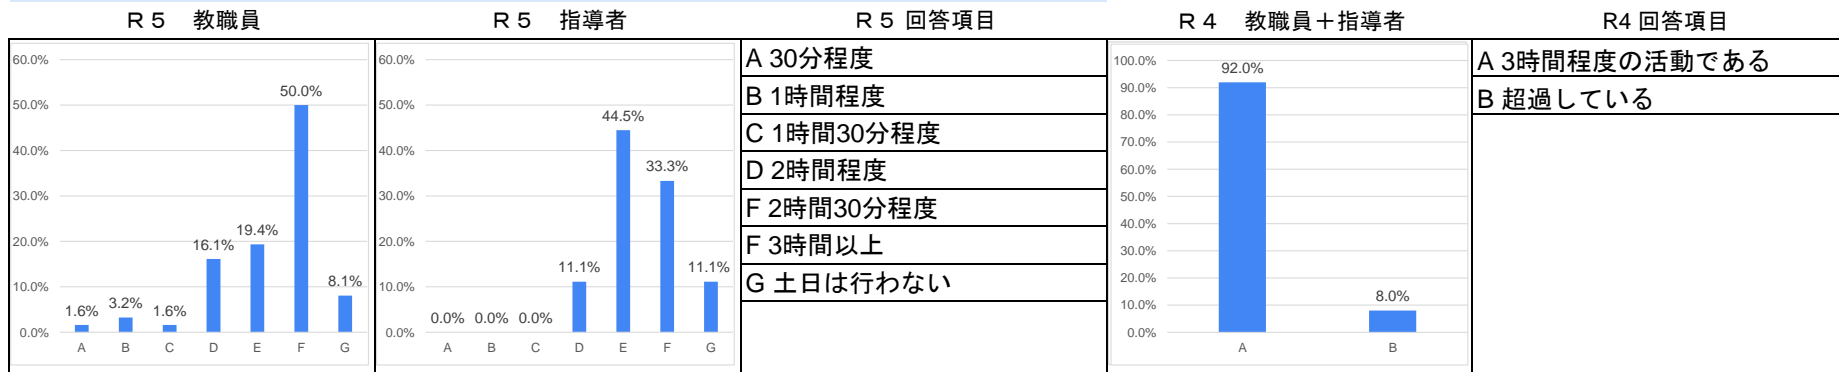 R５ 教職員
R５ 指導者
R５ 回答項目
R４ 教職員＋指導者
R4 回答項目
60.0%
50.0%
40.0%
30.0%
20.0%
10.0%
0.0%
1.6%
3.2%
1.6%
16.1%
19.4%
50.0%
8.1%
A B C D E F G
60.0%
50.0%
40.0%
30.0%
20.0%
10.0%
0.0%
0.0%
0.0%
0.0%
11.1%
44.5%
33.3%
11.1%
A B C D E F G
A 30分程度
B 1時間程度
C 1時間30分程度
D 2時間程度
F 2時間30分程度
F 3時間以上
G 土日は行わない
100.0%
90.0%
80.0%
70.0%
60.0%
50.0%
40.0%
30.0%
20.0%
10.0%
0.0%
92.0%
8.0%
A B
A 3時間程度の活動である
B 超過している